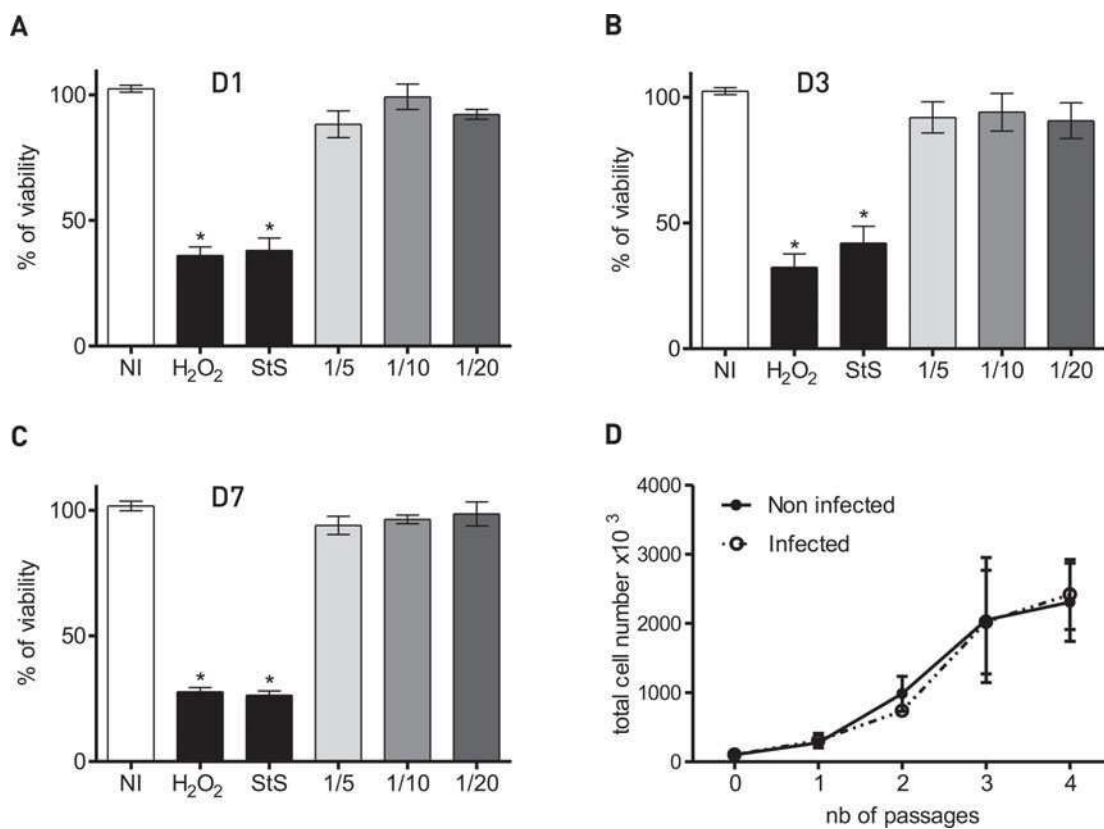 A
D1
% of viability
100
50
0
* *
NI H₂O₂ StS 1/5 1/10 1/20
B
D3
% of viability
100
50
0
* *
NI H₂O₂ StS 1/5 1/10 1/20
C
D7
% of viability
100
50
0
* *
NI H₂O₂ StS 1/5 1/10 1/20
D
total cell number x10³
4000
3000
2000
1000
0
Non infected
Infected
0 1 2 3 4
nb of passages